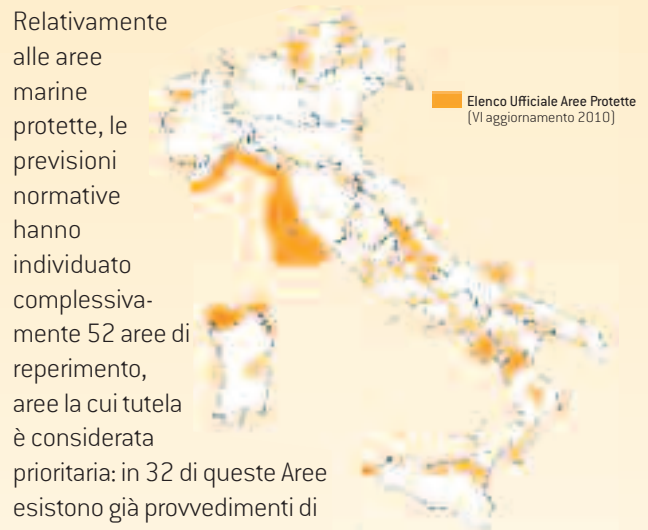 Relativamente
alle aree
marine
protette, le
previsioni
normative
hanno
individuato
complessiva-
mente 52 aree di
reperimento,
aree la cui tutela
è considerata
prioritaria: in 32 di queste Aree
esistono già provvedimenti di
Elenco Ufficiale Aree Protette
(VI aggiornamento 2010)